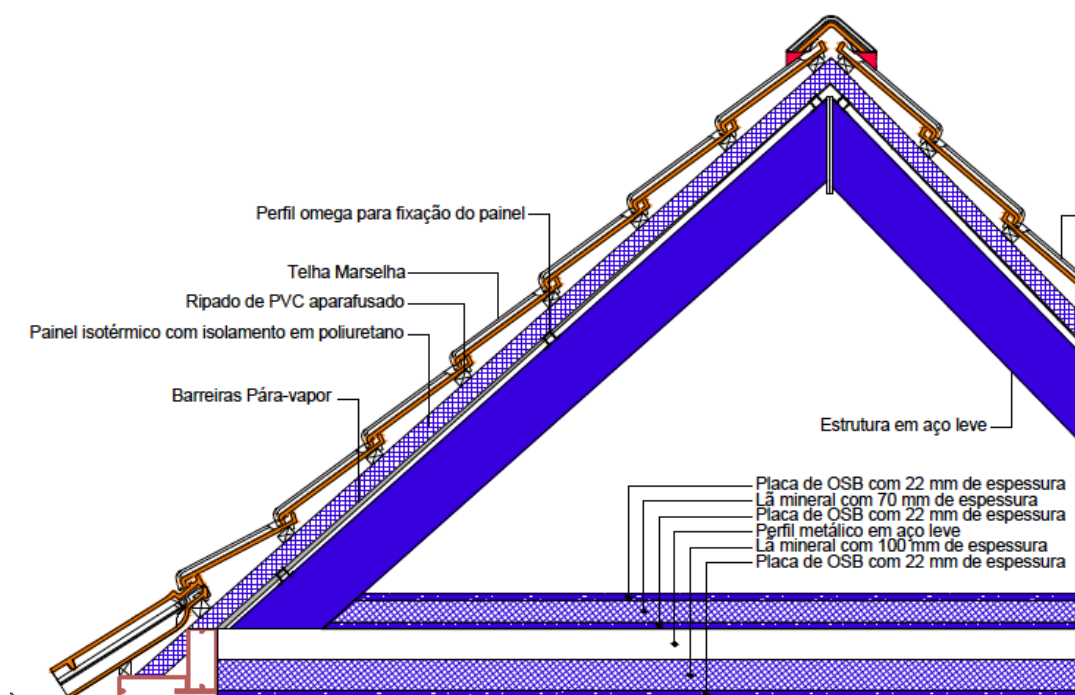 Perfil omega para fixação do painel
Telha Marselha
Ripado de PVC aparafusado
Painel isotérmico com isolamento em poliuretano
Barreiras Pára-vapor
Estrutura em aço leve
Placa de OSB com 22 mm de espessura
Lã mineral com 70 mm de espessura
Placa de OSB com 22 mm de espessura
Perfil metálico em aço leve
Lã mineral com 100 mm de espessura
Placa de OSB com 22 mm de espessura